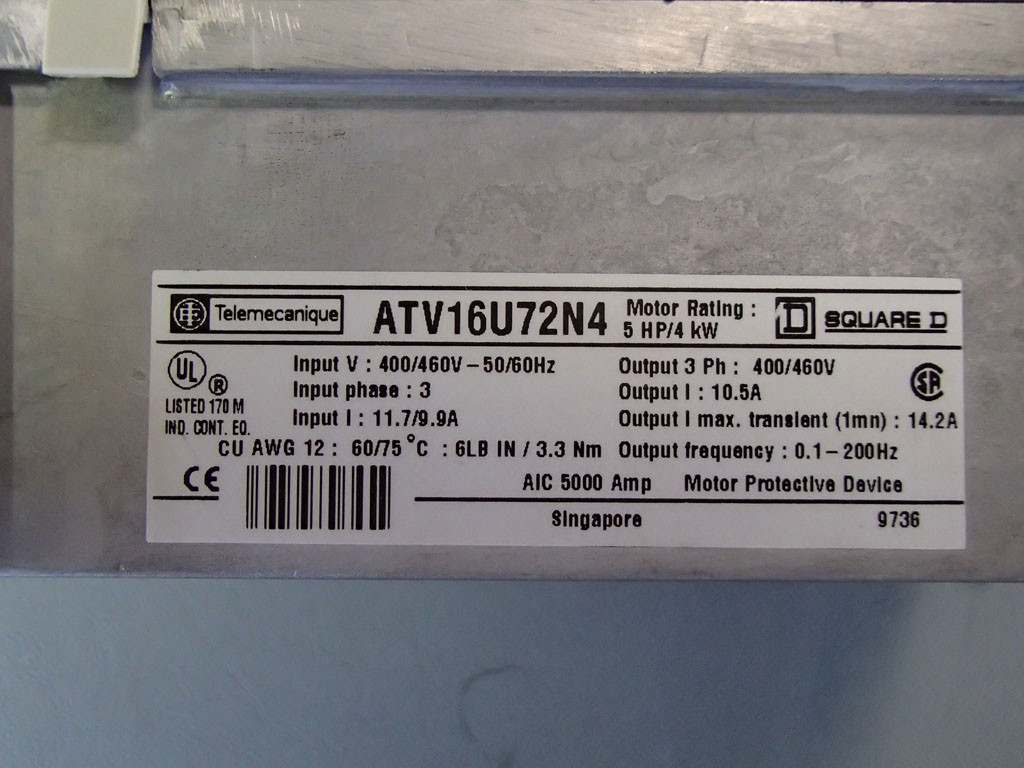 Telemecanique ATV16U72N4 Motor Rating : 5 HP/4 kW D SQUARE D
UL ® LISTED 170 M IND. CONT. EQ.
Input V : 400/460V – 50/60Hz Output 3 Ph : 400/460V
Input phase : 3 Output I : 10.5A
Input I : 11.7/9.9A Output I max. transient (1mn) : 14.2A
CU AWG 12 : 60/75 °C : 6LB IN / 3.3 Nm Output frequency : 0.1 – 200Hz
CE AIC 5000 Amp Motor Protective Device
Singapore 9736